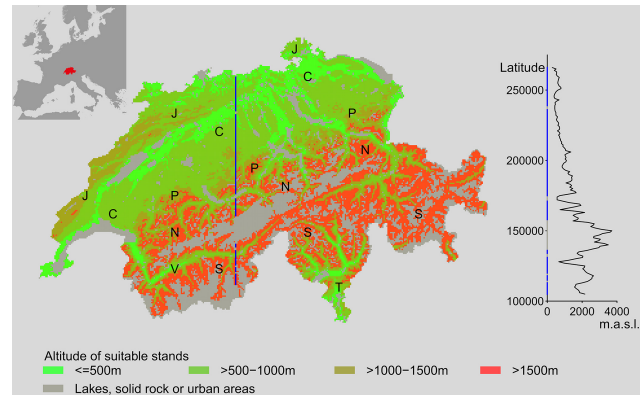 J
C
Latitude
250000
J
P
C
N
200000
P
N
J
P
C
S
N
S
150000
V
S
T
100000
0
2000
4000
m.a.s.l.
Altitude of suitable stands
<=500m
>500−1000m
>1000−1500m
>1500m
Lakes, solid rock or urban areas